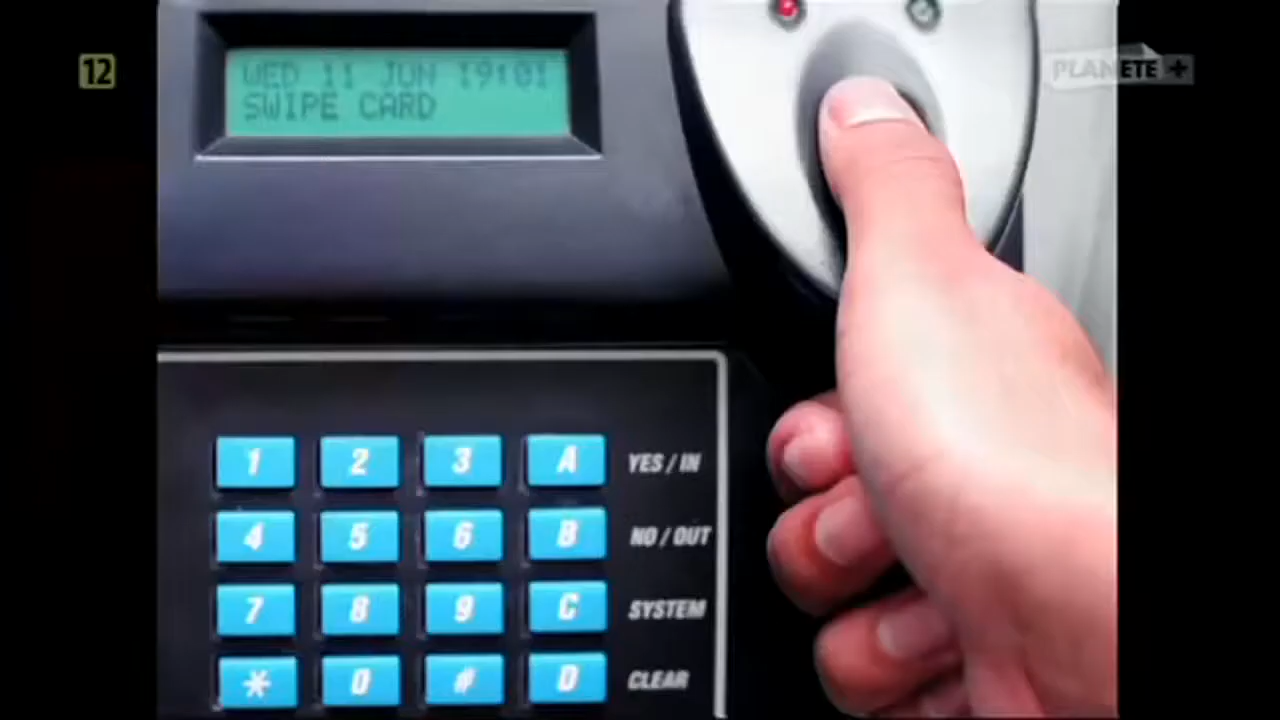 12
PLANETE +
WED 11 JUN 19:01
SWIPE CARD
1 2 3 A YES / IN
4 5 6 B NO / OUT
7 8 9 C SYSTEM
* 0 # D CLEAR